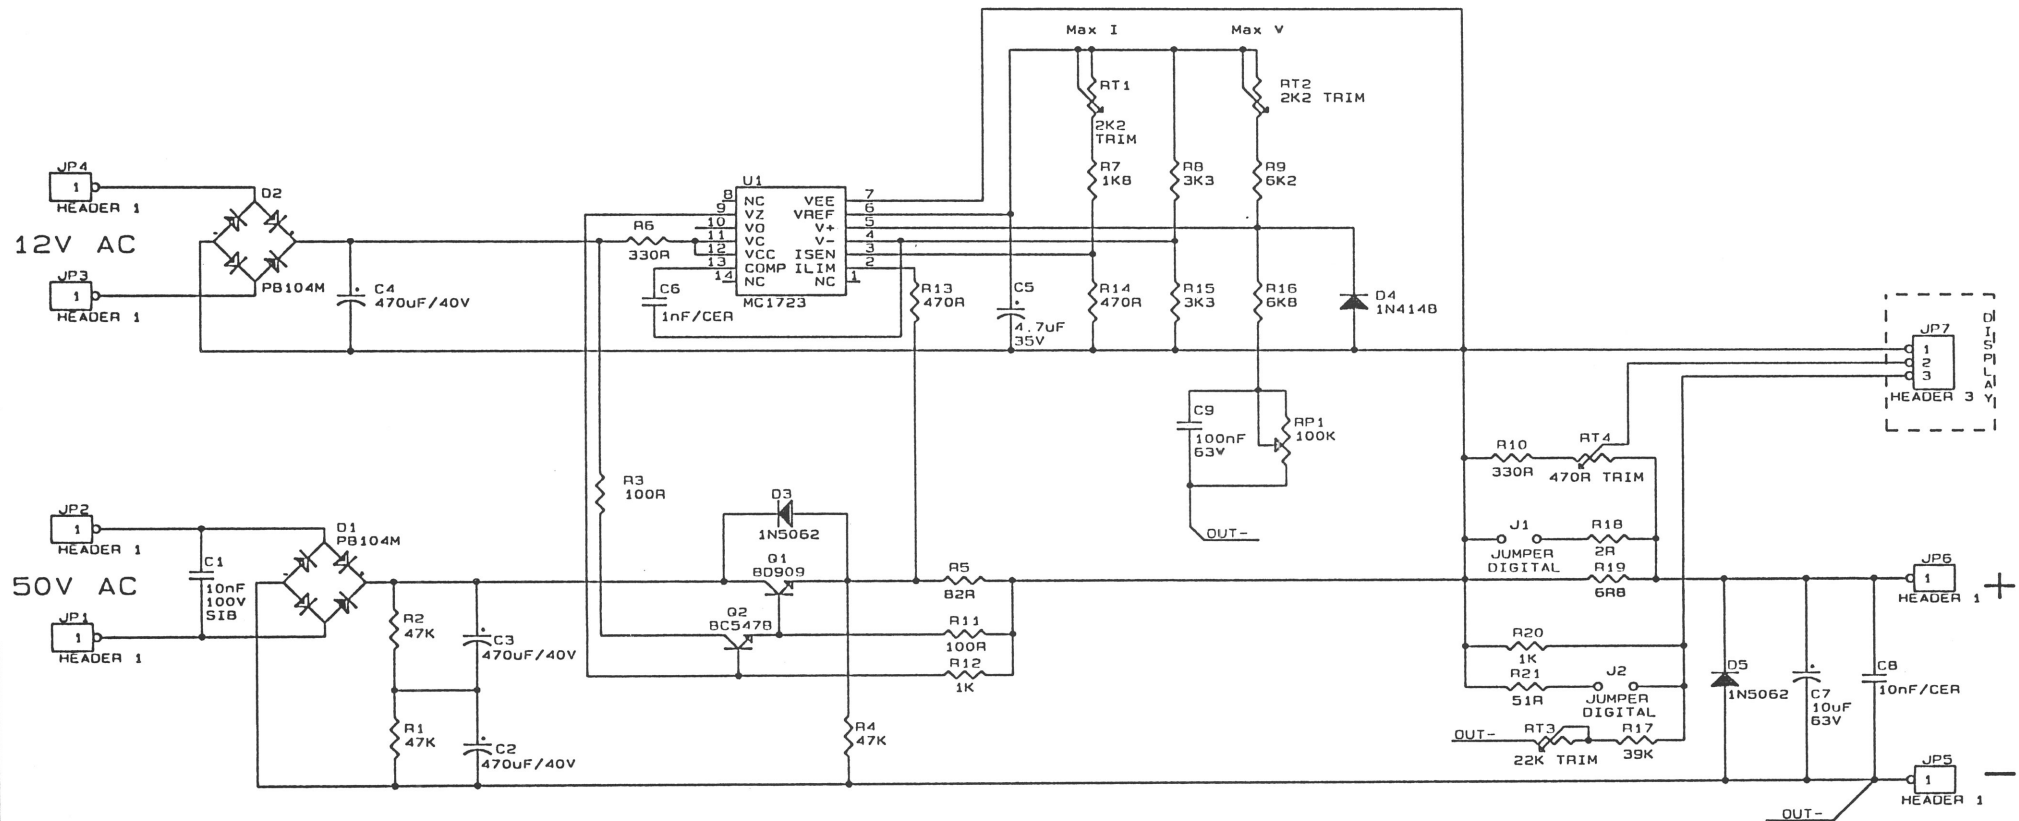 Max I
Max V
RT1
2K2
TRIM
RT2
2K2 TRIM
JP4
1
HEADER 1
D2
12V AC
JP3
1
HEADER 1
PB104M
C4
470uF/40V
R6
330R
U1
8 NC VEE 7
9 VZ VREF 6
10 VO V+ 5
11 VC V- 4
12 VCC ISEN 3
13 COMP ILIM 2
14 NC NC 1
MC1723
C6
1nF/CER
R13
470R
C5
4.7uF
35V
R7
1K8
R8
3K3
R9
6K2
R14
470R
R15
3K3
R16
6K8
D4
1N4148
DISPLAY
JP7
1
2
3
HEADER 3
C9
100nF
63V
RP1
100K
OUT-
R10
330R
RT4
470R TRIM
R3
100R
D3
1N5062
Q1
BD909
Q2
BC547B
JP2
1
HEADER 1
50V AC
JP1
1
HEADER 1
C1
10nF
100V
SIB
D1
PB104M
R2
47K
C3
470uF/40V
R1
47K
C2
470uF/40V
R4
47K
R5
82R
R11
100R
R12
1K
J1
JUMPER
DIGITAL
R18
2R
R19
6R8
R20
1K
R21
51R
J2
JUMPER
DIGITAL
OUT-
RT3
22K TRIM
R17
39K
D5
1N5062
C7
10uF
63V
C8
10nF/CER
JP6
1
HEADER 1
+
JP5
1
HEADER 1
−
OUT-